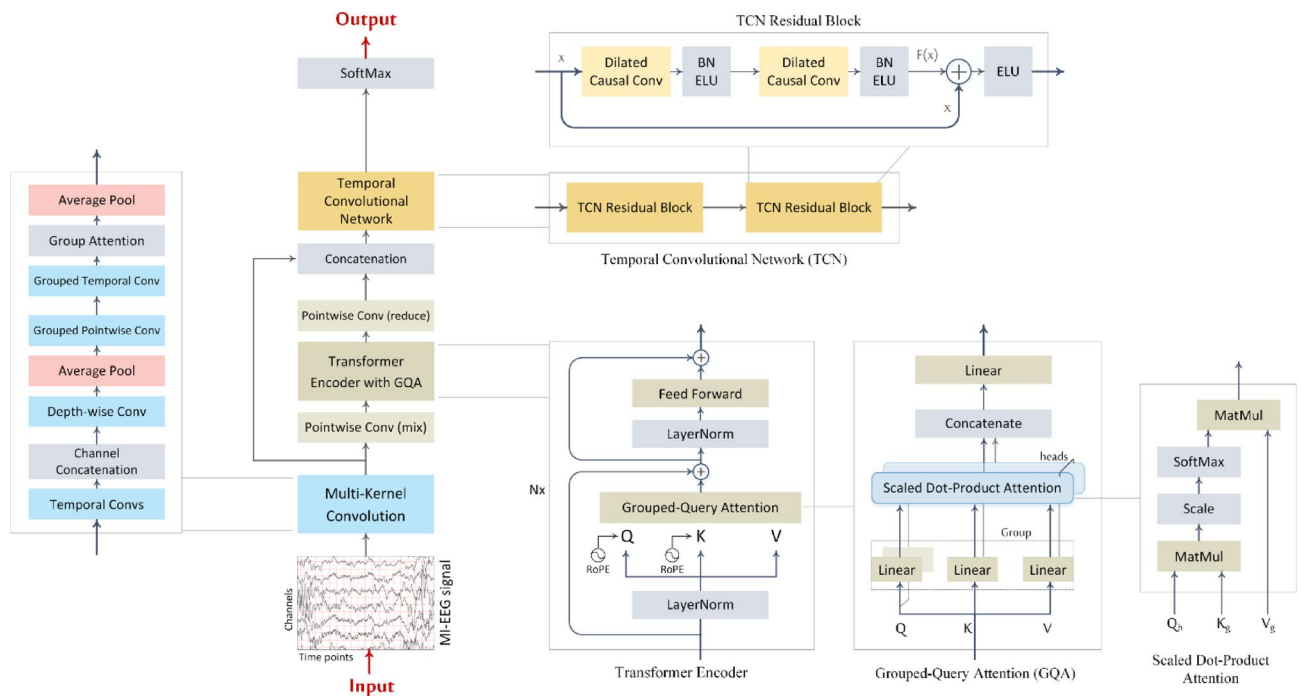 Output
SoftMax
Temporal
Convolutional
Network
Concatenation
Pointwise Conv (reduce)
Transformer
Encoder with GQA
Pointwise Conv (mix)
Multi-Kernel
Convolution
Channels
MI-EEG signal
Time points
Input
Average Pool
Group Attention
Grouped Temporal Conv
Grouped Pointwise Conv
Average Pool
Depth-wise Conv
Channel
Concatenation
Temporal Convs
TCN Residual Block
x
Dilated
Causal Conv
BN
ELU
Dilated
Causal Conv
BN
ELU
F(x)
x
ELU
TCN Residual Block
TCN Residual Block
Temporal Convolutional Network (TCN)
Feed Forward
LayerNorm
Nx
Grouped-Query Attention
Q
K
V
RoPE
RoPE
LayerNorm
Transformer Encoder
Linear
Concatenate
heads
Scaled Dot-Product Attention
Group
Linear
Linear
Linear
Q
K
V
Grouped-Query Attention (GQA)
MatMul
SoftMax
Scale
MatMul
Qh
Kg
Vg
Scaled Dot-Product
Attention